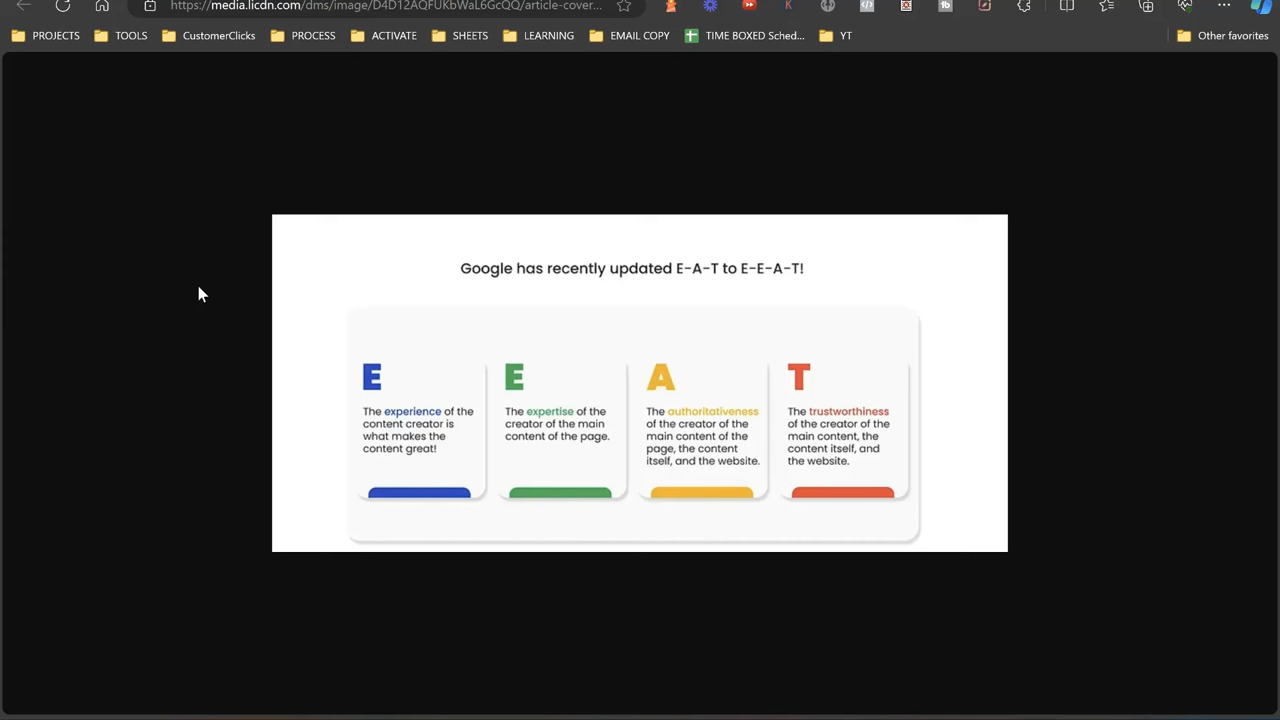 https://media.licdn.com/dms/image/D4D12AQFUKbWaL6GcQQ/article-cover...
PROJECTS TOOLS CustomerClicks PROCESS ACTIVATE SHEETS LEARNING EMAIL COPY TIME BOXED Sched... YT Other favorites
Google has recently updated E-A-T to E-E-A-T!
E
The experience of the
content creator is
what makes the
content great!
E
The expertise of the
creator of the main
content of the page.
A
The authoritativeness
of the creator of the
main content of the
page, the content
itself, and the website.
T
The trustworthiness
of the creator of the
main content, the
content itself, and
the website.